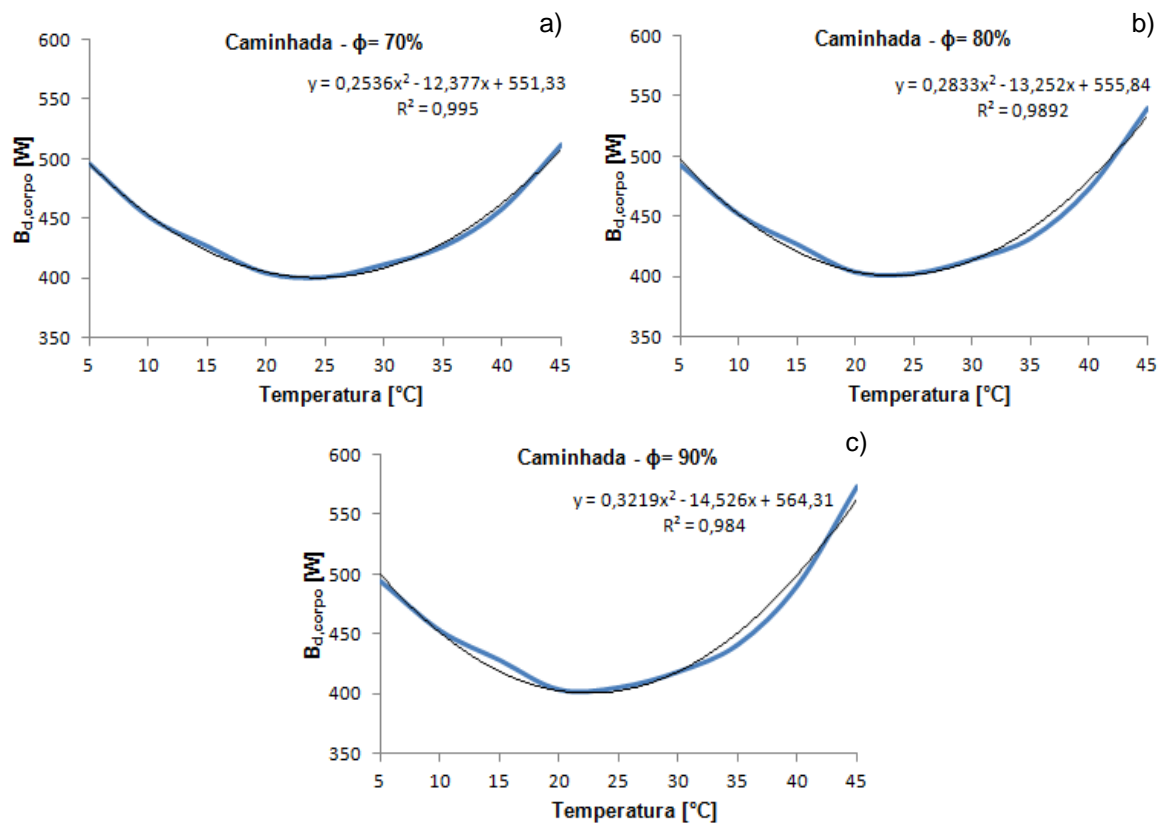 a)
Caminhada - ϕ= 70%
y = 0,2536x² - 12,377x + 551,33
R² = 0,995
600
550
500
450
400
350
B_d,corpo [W]
5 10 15 20 25 30 35 40 45
Temperatura [°C]
b)
Caminhada - ϕ= 80%
y = 0,2833x² - 13,252x + 555,84
R² = 0,9892
600
550
500
450
400
350
B_d,corpo [W]
5 10 15 20 25 30 35 40 45
Temperatura [°C]
c)
Caminhada - ϕ= 90%
y = 0,3219x² - 14,526x + 564,31
R² = 0,984
600
550
500
450
400
350
B_d,corpo [W]
5 10 15 20 25 30 35 40 45
Temperatura [°C]